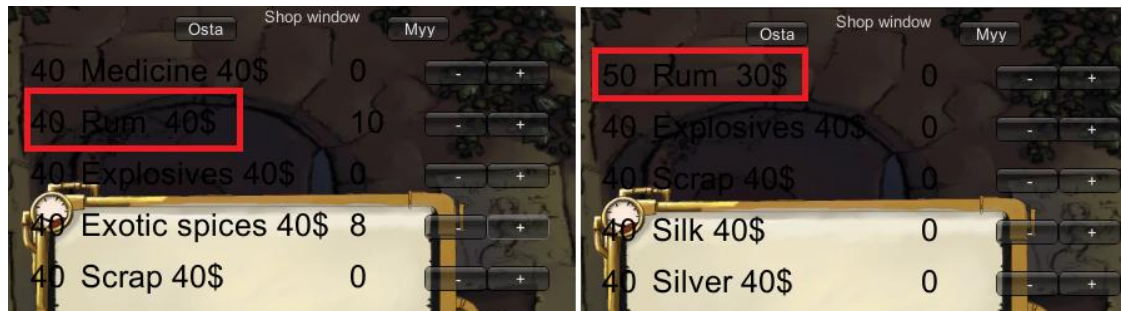 Shop window
Osta Myy
40 Medicine 40$ 0 - +
40 Rum 40$ 10 - +
40 Explosives 40$ 0 - +
40 Exotic spices 40$ 8 - +
40 Scrap 40$ 0 - +
Shop window
Osta Myy
50 Rum 30$ 0 - +
40 Explosives 40$ 0 - +
40 Scrap 40$ 0 - +
40 Silk 40$ 0 - +
40 Silver 40$ 0 - +